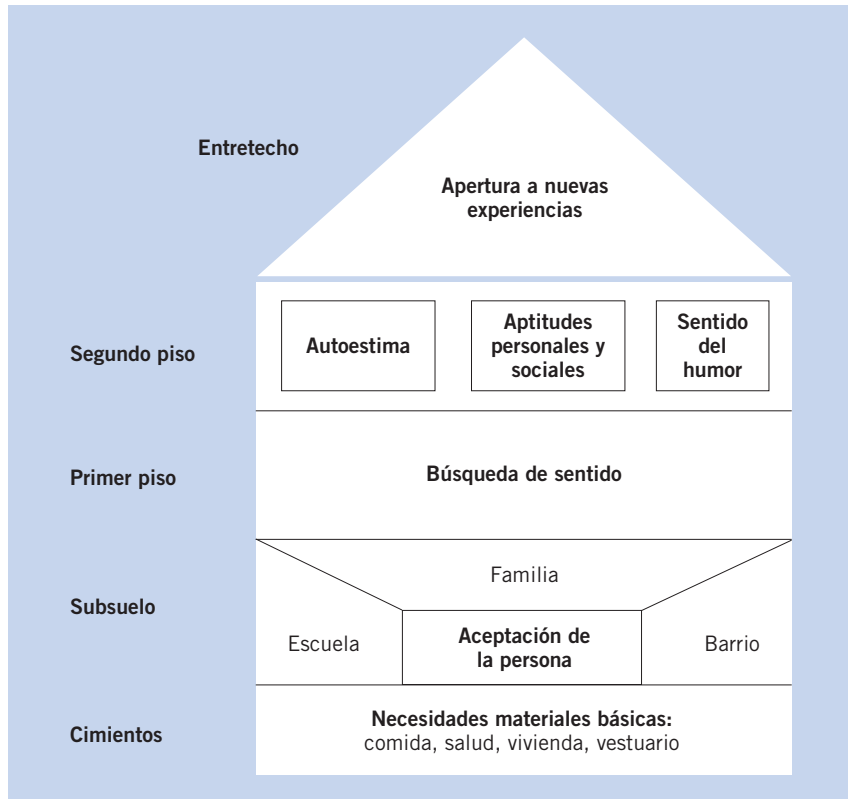 Entretecho
Apertura a nuevas
experiencias
Segundo piso
Autoestima
Aptitudes
personales y
sociales
Sentido
del
humor
Primer piso
Búsqueda de sentido
Subsuelo
Familia
Escuela
Aceptación de
la persona
Barrio
Cimientos
Necesidades materiales básicas:
comida, salud, vivienda, vestuario